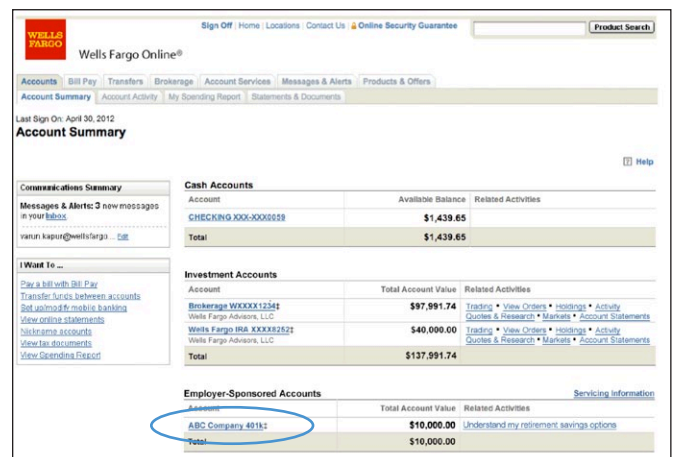 WELLS
FARGO
Sign Off | Home | Locations | Contact Us | Online Security Guarantee
Product Search
Wells Fargo Online®
Accounts Bill Pay Transfers Brokerage Account Services Messages & Alerts Products & Offers
Account Summary Account Activity My Spending Report Statements & Documents
Last Sign On: April 30, 2012
Account Summary
? Help
Communications Summary
Messages & Alerts: 3 new messages
in your Inbox.
varun.kapur@wellsfargo... Edit
I Want To ...
Pay a bill with Bill Pay
Transfer funds between accounts
Set up/modify mobile banking
View online statements
Nickname accounts
View tax documents
View Spending Report
Cash Accounts
Account Available Balance Related Activities
CHECKING XXX-XXX0059 $1,439.65
Total $1,439.65
Investment Accounts
Account Total Account Value Related Activities
Brokerage WXXXX1234‡ $97,991.74 Trading • View Orders • Holdings • Activity
Wells Fargo Advisors, LLC Quotes & Research • Markets • Account Statements
Wells Fargo IRA XXXX8252‡ $40,000.00 Trading • View Orders • Holdings • Activity
Wells Fargo Advisors, LLC Quotes & Research • Markets • Account Statements
Total $137,991.74
Employer-Sponsored Accounts Servicing Information
Account Total Account Value Related Activities
ABC Company 401k‡ $10,000.00 Understand my retirement savings options
Total $10,000.00